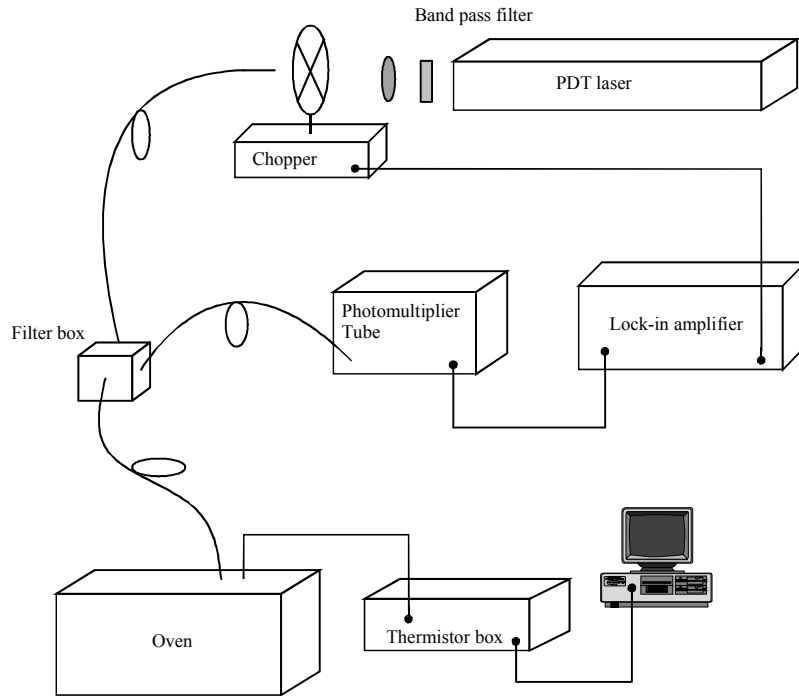 Band pass filter
PDT laser
Chopper
Photomultiplier
Tube
Lock-in amplifier
Filter box
Oven
Thermistor box